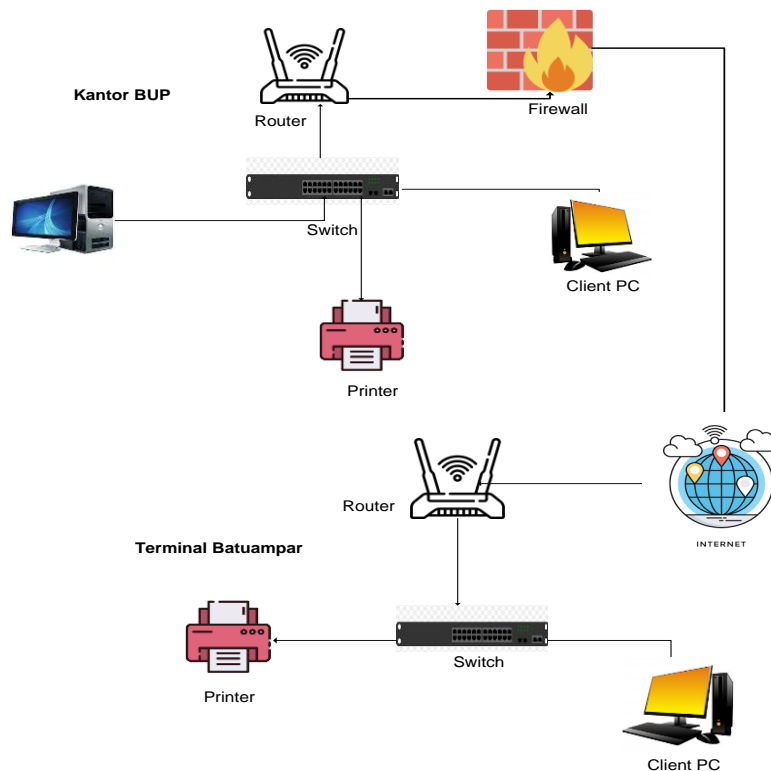 Kantor BUP
Router
Firewall
Switch
Client PC
Printer
Router
INTERNET
Terminal Batuampar
Switch
Printer
Client PC